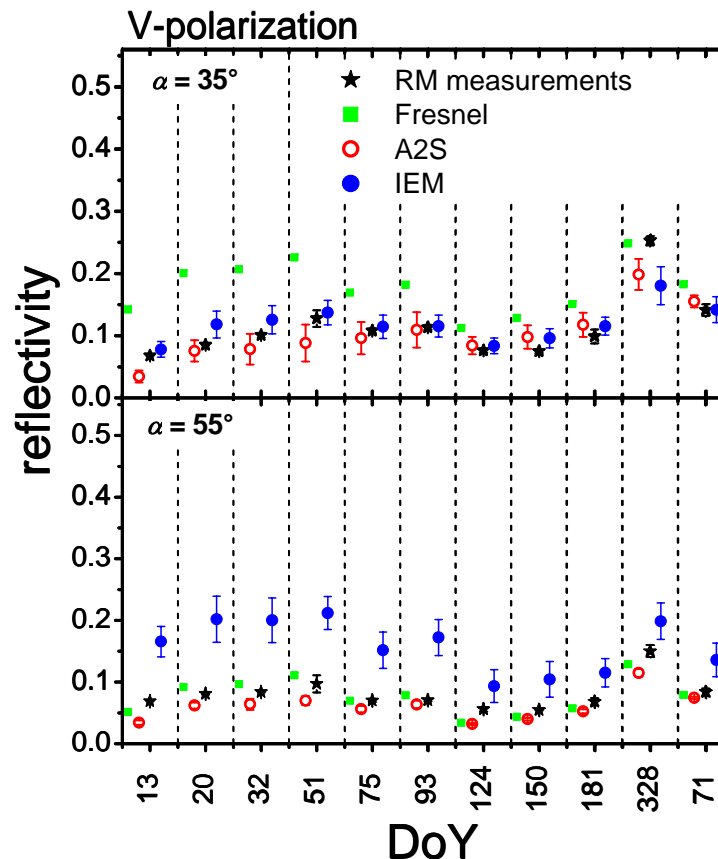 V-polarization
α = 35°
RM measurements
Fresnel
A2S
IEM
0.5
0.4
0.3
0.2
0.1
0.0
α = 55°
0.5
0.4
0.3
0.2
0.1
0.0
reflectivity
13 20 32 51 75 93 124 150 181 328 71
DoY